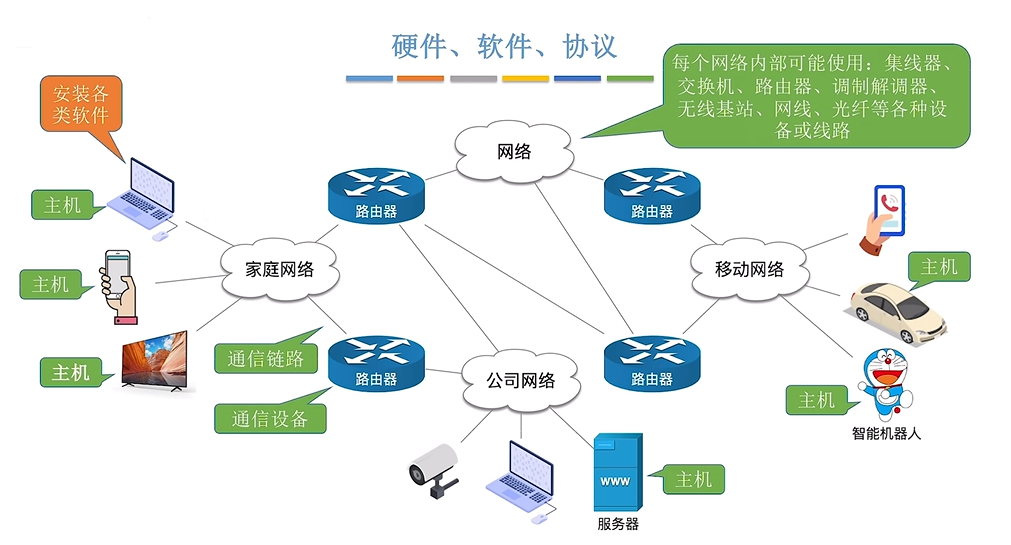 硬件、软件、协议
每个网络内部可能使用：集线器、
交换机、路由器、调制解调器、
无线基站、网线、光纤等各种设
备或线路
安装各
类软件
网络
主机
路由器
路由器
主机
家庭网络
移动网络
主机
主机
通信链路
路由器
公司网络
路由器
主机
通信设备
智能机器人
www
主机
服务器